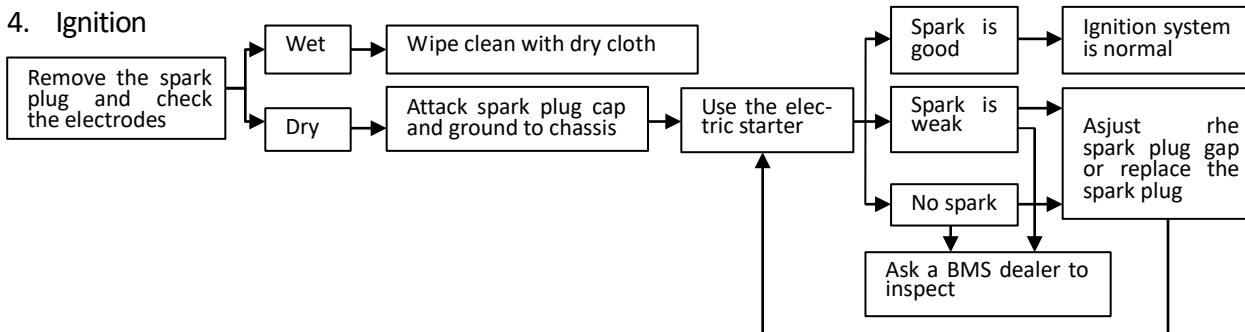 4. Ignition
Remove the spark
plug and check
the electrodes
Wet
Wipe clean with dry cloth
Dry
Attack spark plug cap
and ground to chassis
Use the elec-
tric starter
Spark is
good
Ignition system
is normal
Spark is
weak
Asjust rhe
spark plug gap
or replace the
spark plug
No spark
Ask a BMS dealer to
inspect